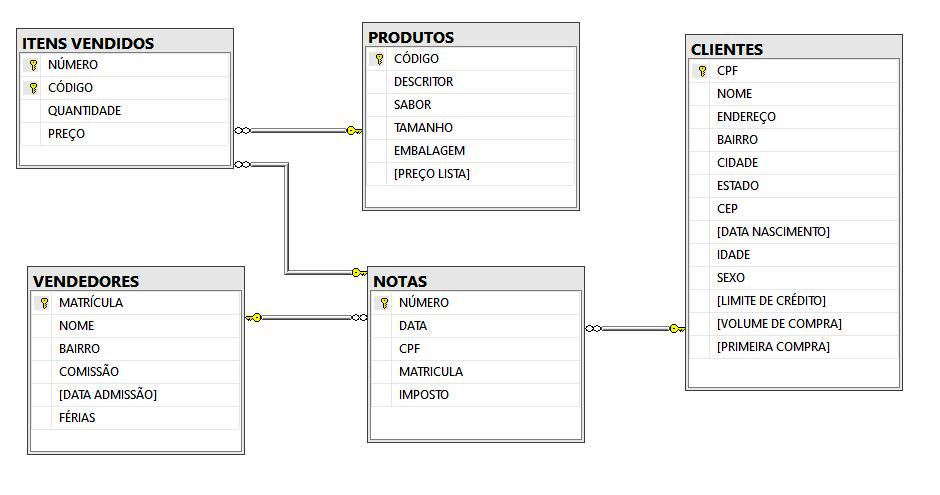 ITENS VENDIDOS
NÚMERO
CÓDIGO
QUANTIDADE
PREÇO
PRODUTOS
CÓDIGO
DESCRITOR
SABOR
TAMANHO
EMBALAGEM
[PREÇO LISTA]
CLIENTES
CPF
NOME
ENDEREÇO
BAIRRO
CIDADE
ESTADO
CEP
[DATA NASCIMENTO]
IDADE
SEXO
[LIMITE DE CRÉDITO]
[VOLUME DE COMPRA]
[PRIMEIRA COMPRA]
VENDEDORES
MATRÍCULA
NOME
BAIRRO
COMISSÃO
[DATA ADMISSÃO]
FÉRIAS
NOTAS
NÚMERO
DATA
CPF
MATRICULA
IMPOSTO